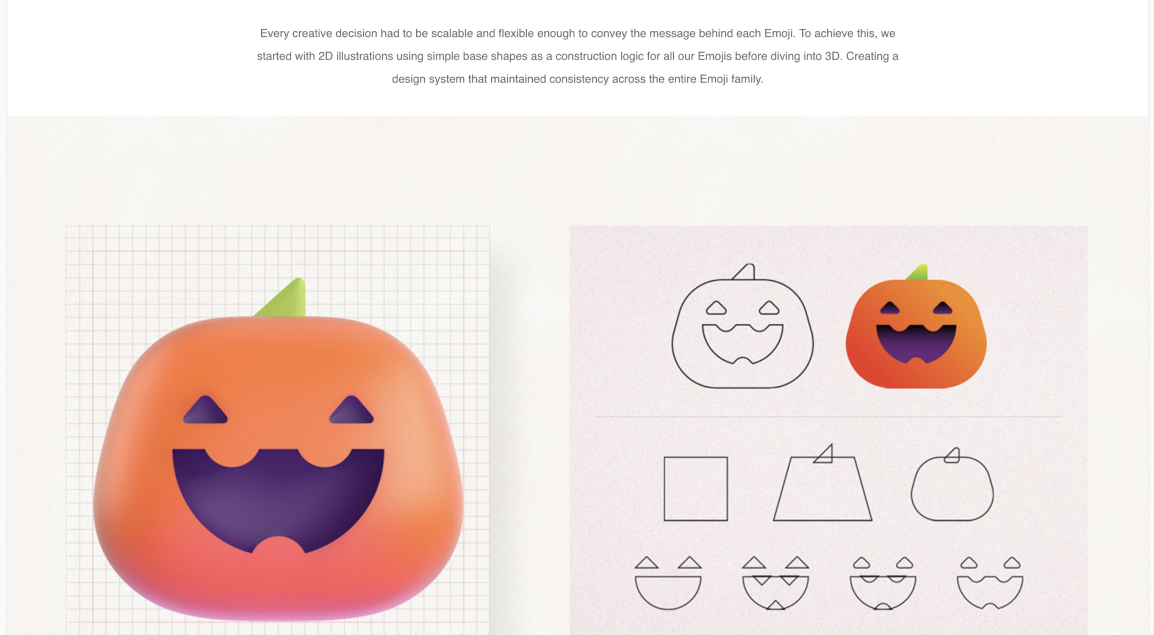 Every creative decision had to be scalable and flexible enough to convey the message behind each Emoji. To achieve this, we
started with 2D illustrations using simple base shapes as a construction logic for all our Emojis before diving into 3D. Creating a
design system that maintained consistency across the entire Emoji family.